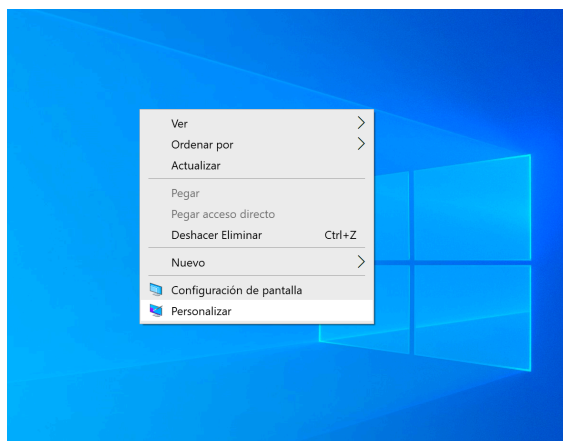 Ver
Ordenar por
Actualizar
Pegar
Pegar acceso directo
Deshacer Eliminar Ctrl+Z
Nuevo
Configuración de pantalla
Personalizar